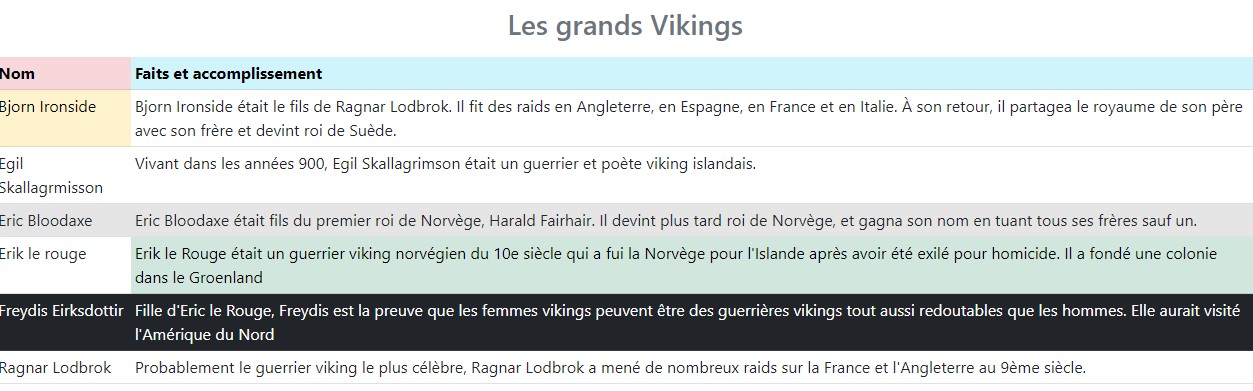 Les grands Vikings
Nom Faits et accomplissement
Bjorn Ironside Bjorn Ironside était le fils de Ragnar Lodbrok. Il fit des raids en Angleterre, en Espagne, en France et en Italie. À son retour, il partagea le royaume de son père
avec son frère et devint roi de Suède.
Egil Vivant dans les années 900, Egil Skallagrimson était un guerrier et poète viking islandais.
Skallagrmisson
Eric Bloodaxe Eric Bloodaxe était fils du premier roi de Norvège, Harald Fairhair. Il devint plus tard roi de Norvège, et gagna son nom en tuant tous ses frères sauf un.
Erik le rouge Erik le Rouge était un guerrier viking norvégien du 10e siècle qui a fui la Norvège pour l'Islande après avoir été exilé pour homicide. Il a fondé une colonie
dans le Groenland
Freydis Eirksdottir Fille d'Eric le Rouge, Freydis est la preuve que les femmes vikings peuvent être des guerrières vikings tout aussi redoutables que les hommes. Elle aurait visité
l'Amérique du Nord
Ragnar Lodbrok Probablement le guerrier viking le plus célèbre, Ragnar Lodbrok a mené de nombreux raids sur la France et l'Angleterre au 9ème siècle.